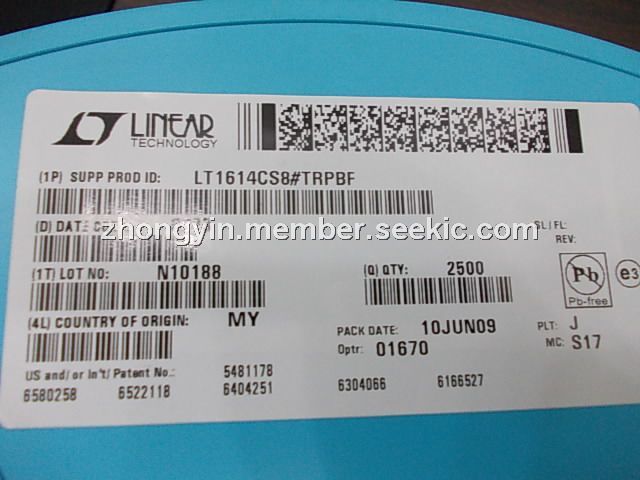 LINEAR
TECHNOLOGY
(1P) SUPP PROD ID: LT1614CS8#TRPBF
(D) DATE
zhongyin.member.seekic.com
SL/FL:
REV:
(1T) LOT NO: N10188
(Q) QTY: 2500
Pb
Pb-free
e3
(4L) COUNTRY OF ORIGIN: MY
PACK DATE: 10JUN09
PLT: J
Optr: 01670
MC: S17
US and/or In't/ Patent No.: 5481178
6580258 6522118 6404251 6304066 6166527